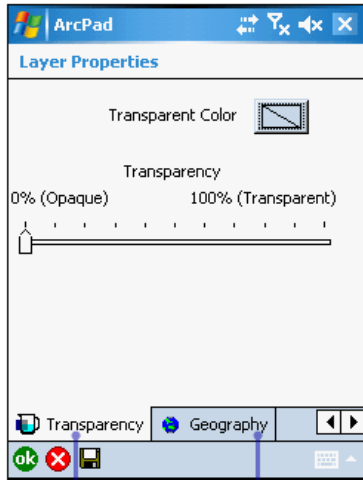 ArcPad
Layer Properties
Transparent Color
Transparency
0% (Opaque) 100% (Transparent)
Transparency Geography
ok